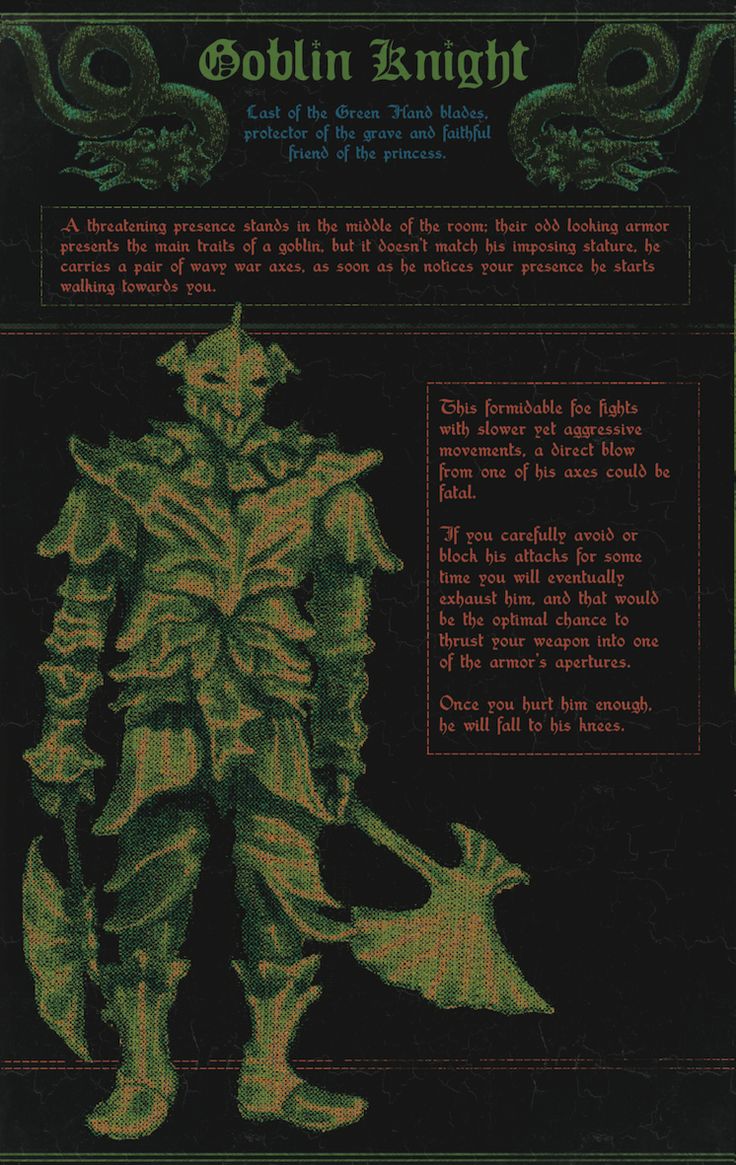 Goblin Knight
Last of the Green Hand blades,
protector of the grave and faithful
friend of the princess.
A threatening presence stands in the middle of the room; their odd looking armor
presents the main traits of a goblin, but it doesn't match his imposing stature, he
carries a pair of wavy war axes, as soon as he notices your presence he starts
walking towards you.
This formidable foe fights
with slower yet aggressive
movements, a direct blow
from one of his axes could be
fatal.
If you carefully avoid or
block his attacks for some
time you will eventually
exhaust him, and that would
be the optimal chance to
thrust your weapon into one
of the armor's apertures.
Once you hurt him enough,
he will fall to his knees.